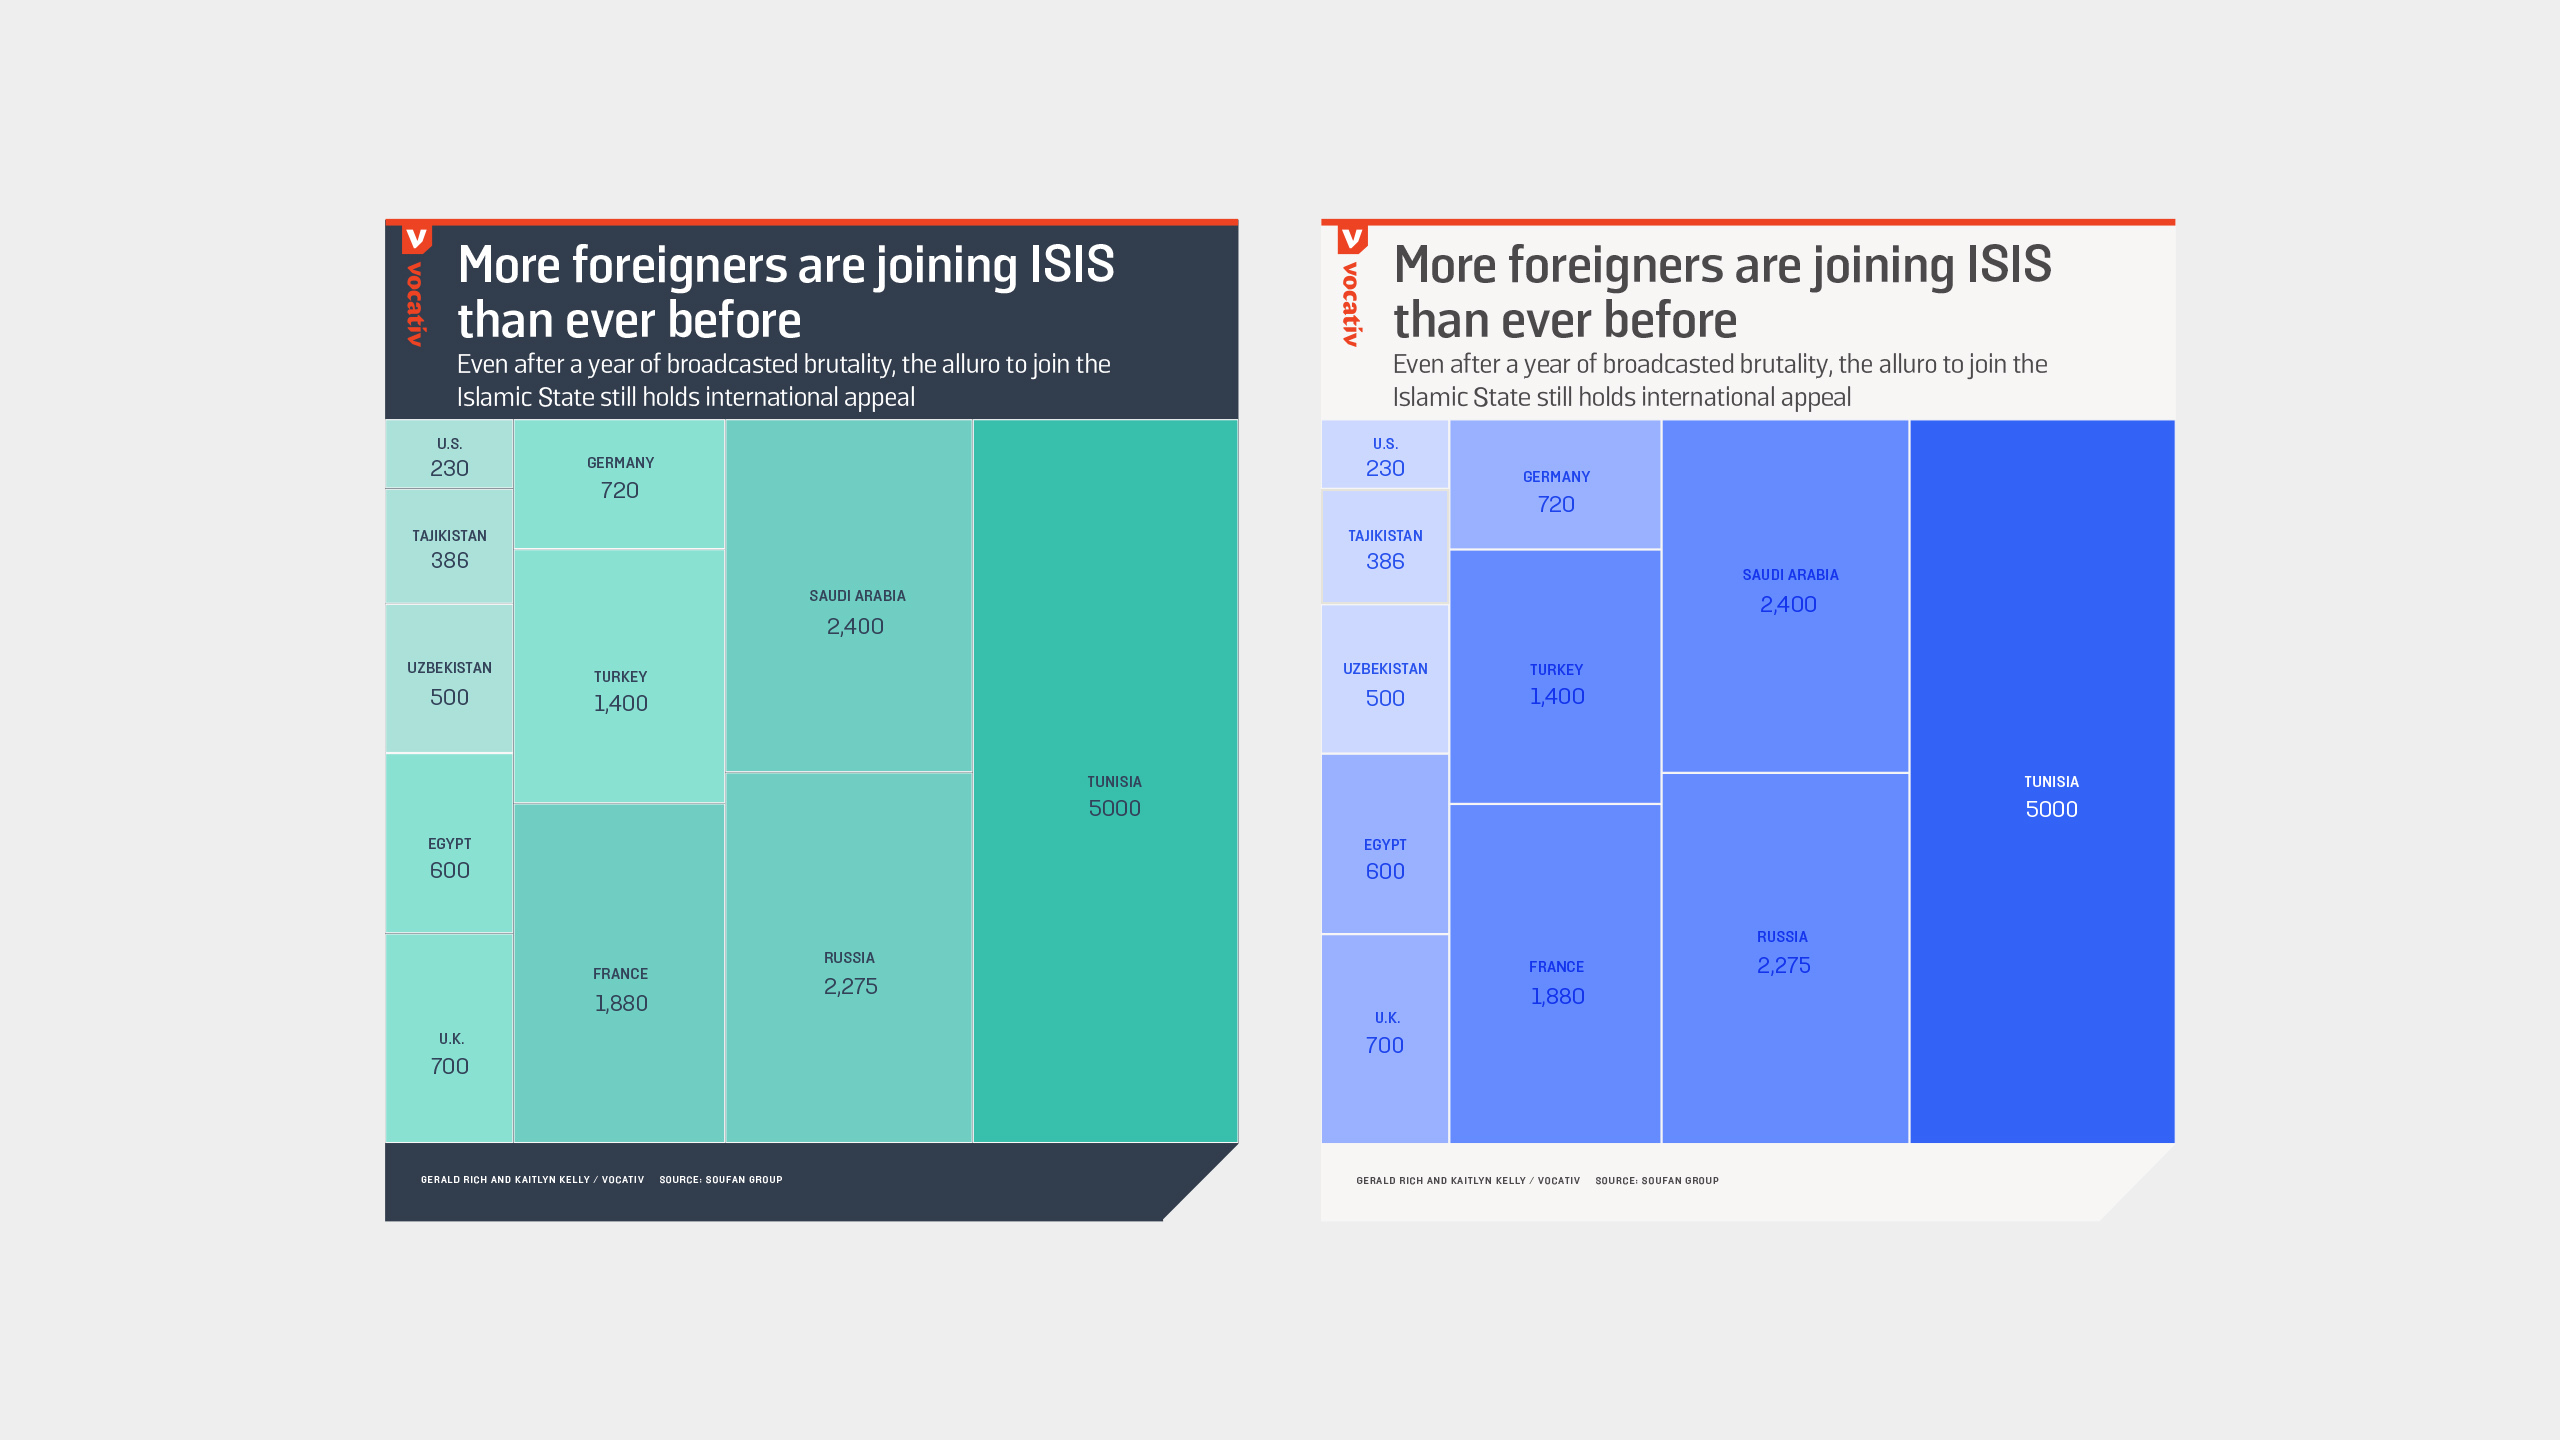 V
vocativ
More foreigners are joining ISIS
than ever before
Even after a year of broadcasted brutality, the alluro to join the
Islamic State still holds international appeal
U.S.
230
TAJIKISTAN
386
UZBEKISTAN
500
EGYPT
600
U.K.
700
GERMANY
720
TURKEY
1,400
FRANCE
1,880
SAUDI ARABIA
2,400
RUSSIA
2,275
TUNISIA
5000
GERALD RICH AND KAITLYN KELLY / VOCATIV SOURCE: SOUFAN GROUP
V
vocativ
More foreigners are joining ISIS
than ever before
Even after a year of broadcasted brutality, the alluro to join the
Islamic State still holds international appeal
U.S.
230
TAJIKISTAN
386
UZBEKISTAN
500
EGYPT
600
U.K.
700
GERMANY
720
TURKEY
1,400
FRANCE
1,880
SAUDI ARABIA
2,400
RUSSIA
2,275
TUNISIA
5000
GERALD RICH AND KAITLYN KELLY / VOCATIV SOURCE: SOUFAN GROUP